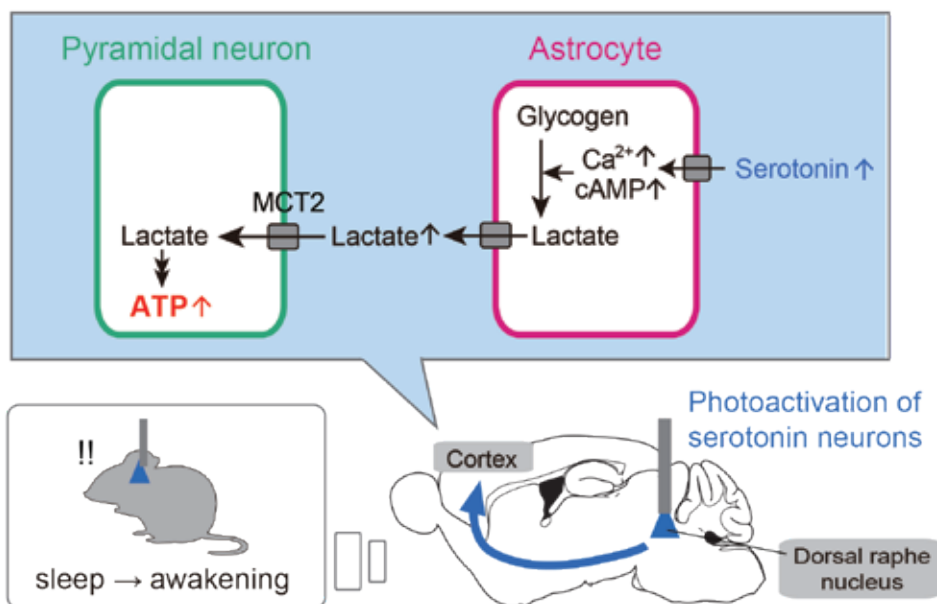 Pyramidal neuron
Astrocyte
Glycogen
Ca²⁺↑
cAMP↑
Serotonin↑
MCT2
Lactate
Lactate↑
Lactate
ATP↑
Photoactivation of
serotonin neurons
!!
Cortex
sleep → awakening
Dorsal raphe
nucleus